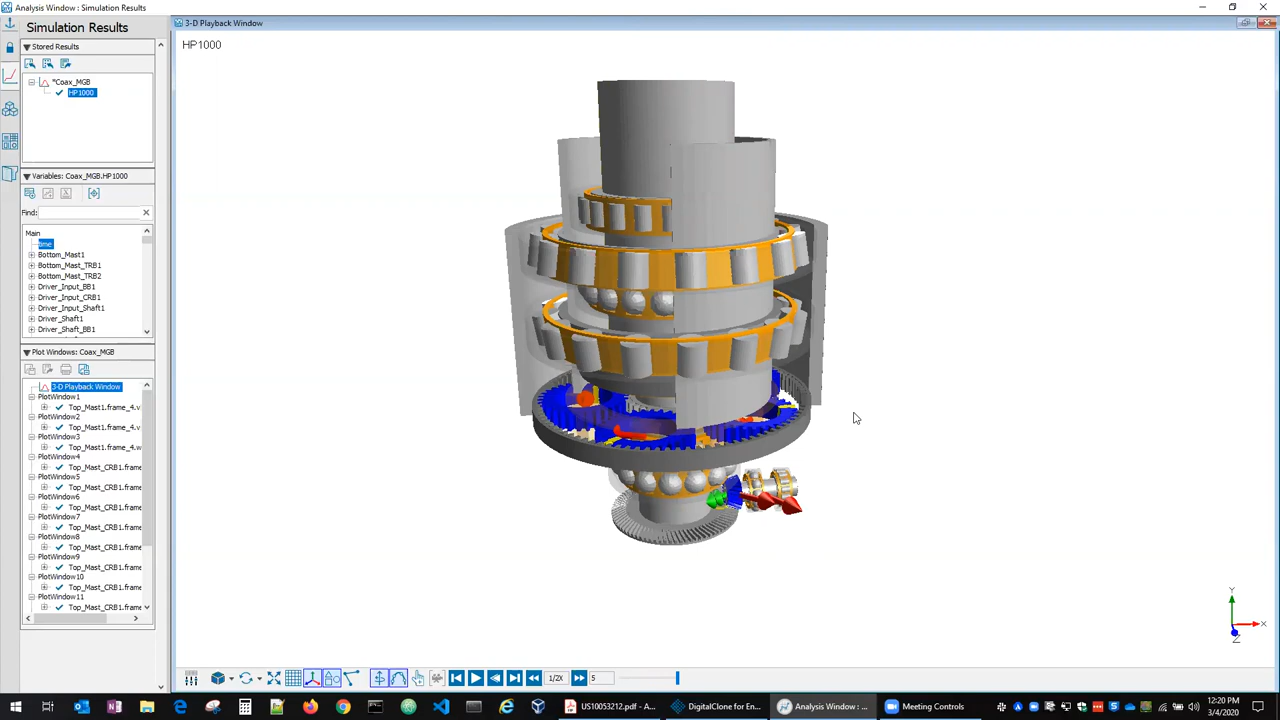 Analysis Window : Simulation Results
Simulation Results
3-D Playback Window
Stored Results
HP1000
*Coax_MGB
HP1000
Variables: Coax_MGB.HP1000
Find:
Main
time
Bottom_Mast1
Bottom_Mast_TRB1
Bottom_Mast_TRB2
Driver_Input_BB1
Driver_Input_CRB1
Driver_Input_Shaft1
Driver_Shaft1
Driver_Shaft_BB1
Plot Windows: Coax_MGB
3-D Playback Window
PlotWindow1
Top_Mast1.frame_4.v
PlotWindow2
Top_Mast1.frame_4.v
PlotWindow3
Top_Mast1.frame_4.w
PlotWindow4
Top_Mast_CRB1.frame
PlotWindow5
Top_Mast_CRB1.frame
PlotWindow6
Top_Mast_CRB1.frame
PlotWindow7
Top_Mast_CRB1.frame
PlotWindow8
Top_Mast_CRB1.frame
PlotWindow9
Top_Mast_CRB1.frame
PlotWindow10
Top_Mast_CRB1.frame
PlotWindow11
Top_Mast_CRB1.frame
Y
X
Z
1/2X
5
US10053212.pdf - A...
DigitalClone for En...
Analysis Window : ...
Meeting Controls
12:20 PM
3/4/2020